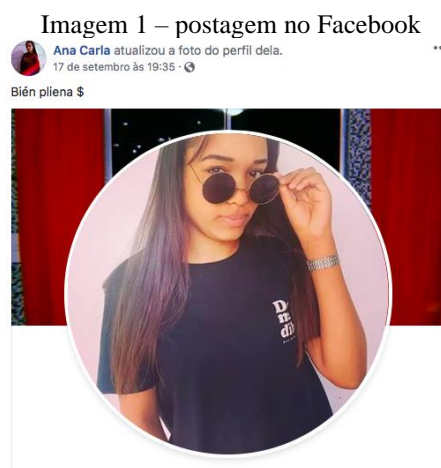 Imagem 1 – postagem no Facebook
Ana Carla atualizou a foto do perfil dela.
17 de setembro às 19:35 ·
Bién pliena $